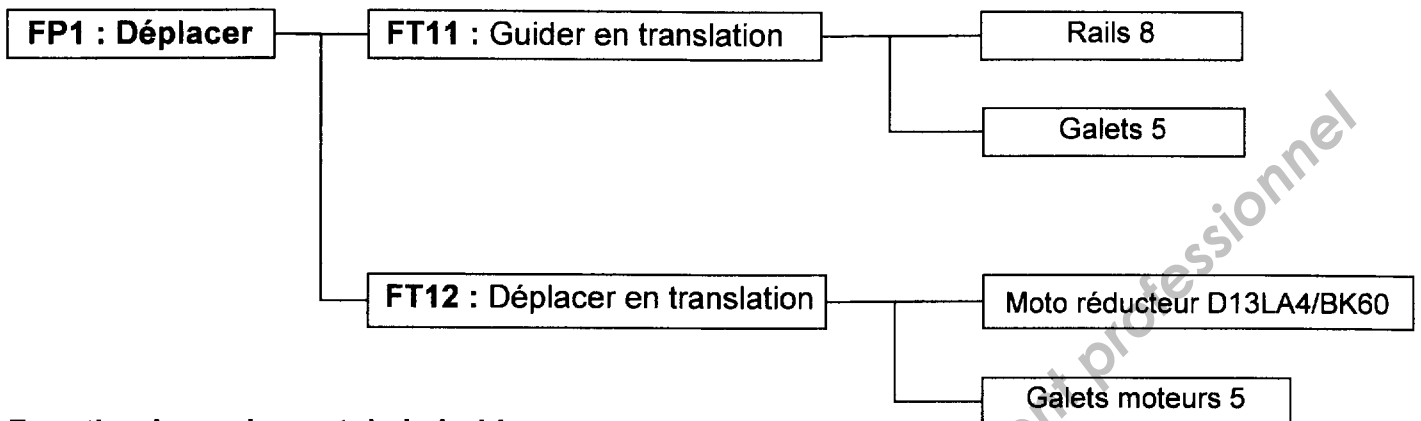 FP1 : Déplacer
FT11 : Guider en translation
Rails 8
Galets 5
FT12 : Déplacer en translation
Moto réducteur D13LA4/BK60
Galets moteurs 5
professionnel